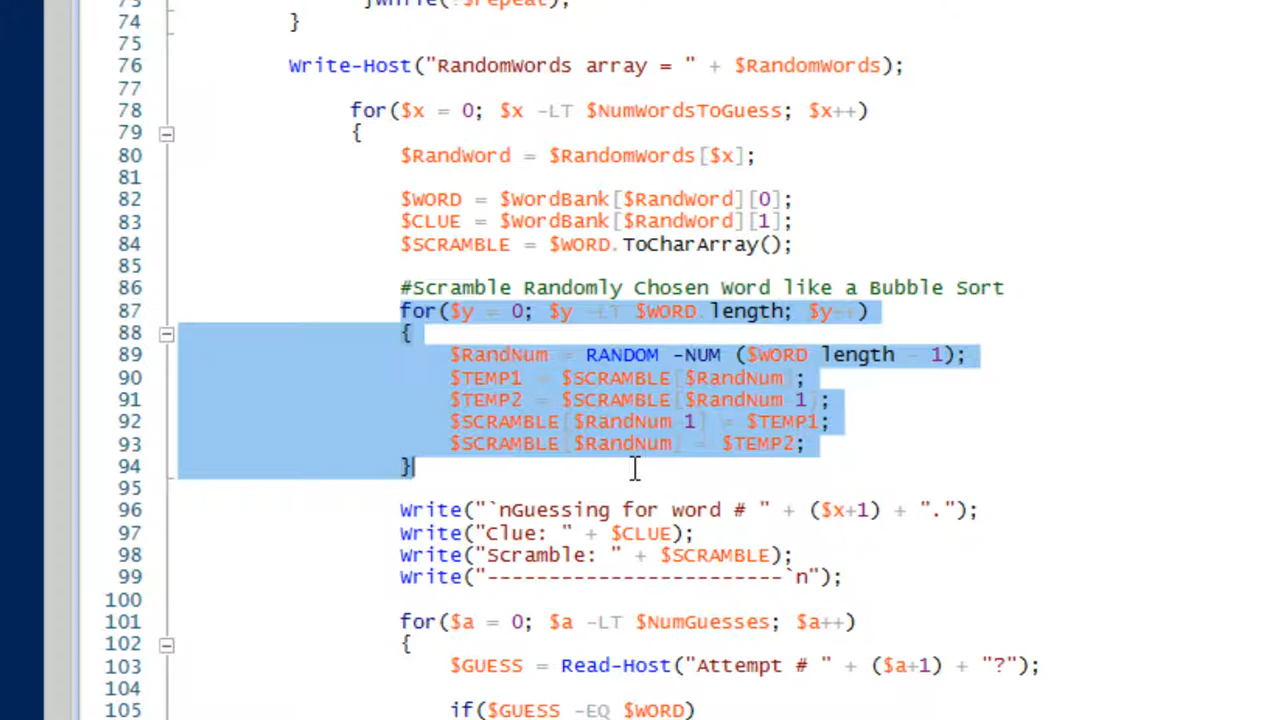 73 }Write(!$repeat);
74 }
75
76 Write-Host("RandomWords array = " + $RandomWords);
77
78 for($x = 0; $x -LT $NumWordsToGuess; $x++)
79 {
80 $RandWord = $RandomWords[$x];
81
82 $WORD = $WordBank[$RandWord][0];
83 $CLUE = $WordBank[$RandWord][1];
84 $SCRAMBLE = $WORD.ToCharArray();
85
86 #Scramble Randomly Chosen Word like a Bubble Sort
87 for($y = 0; $y -LT $WORD.length; $y++)
88 {
89 $RandNum = RANDOM -NUM ($WORD.length - 1);
90 $TEMP1 = $SCRAMBLE[$RandNum];
91 $TEMP2 = $SCRAMBLE[$RandNum-1];
92 $SCRAMBLE[$RandNum-1] = $TEMP1;
93 $SCRAMBLE[$RandNum] = $TEMP2;
94 }
95
96 Write("`nGuessing for word # " + ($x+1) + ".");
97 Write("Clue: " + $CLUE);
98 Write("Scramble: " + $SCRAMBLE);
99 Write("------------------------`n");
100
101 for($a = 0; $a -LT $NumGuesses; $a++)
102 {
103 $GUESS = Read-Host("Attempt # " + ($a+1) + "?");
104
105 if($GUESS -EQ $WORD)